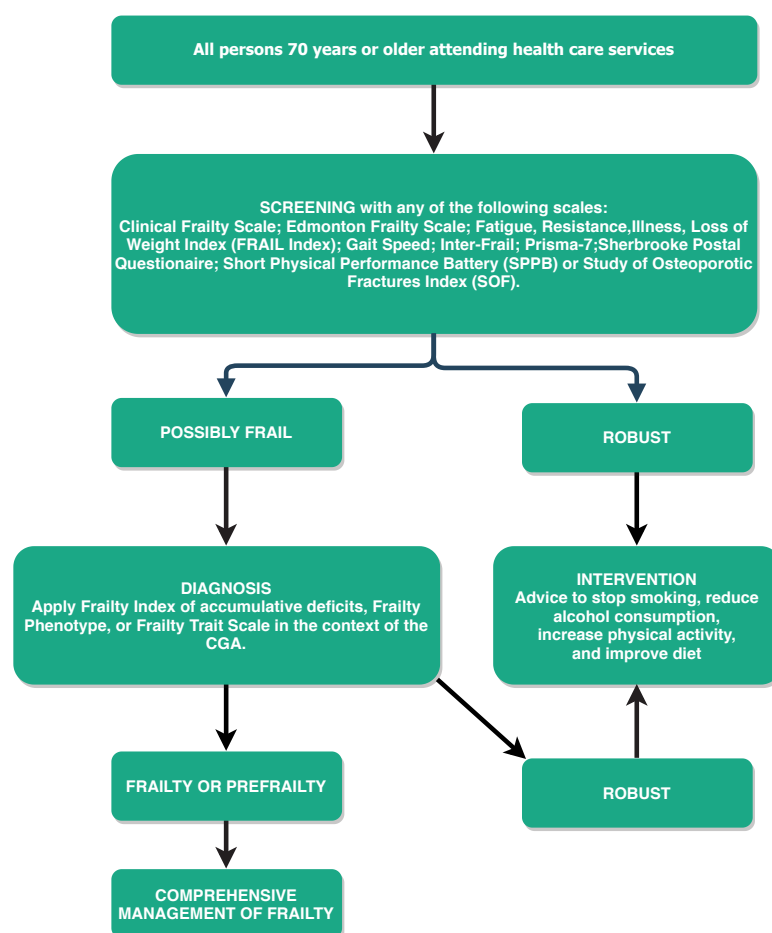 All persons 70 years or older attending health care services
SCREENING with any of the following scales:
Clinical Frailty Scale; Edmonton Frailty Scale; Fatigue, Resistance,Illness, Loss of
Weight Index (FRAIL Index); Gait Speed; Inter-Frail; Prisma-7;Sherbrooke Postal
Questionaire; Short Physical Performance Battery (SPPB) or Study of Osteoporotic
Fractures Index (SOF).
POSSIBLY FRAIL
ROBUST
DIAGNOSIS
Apply Frailty Index of accumulative deficits, Frailty
Phenotype, or Frailty Trait Scale in the context of the
CGA.
INTERVENTION
Advice to stop smoking, reduce
alcohol consumption,
increase physical activity,
and improve diet
FRAILTY OR PREFRAILTY
ROBUST
COMPREHENSIVE
MANAGEMENT OF FRAILTY